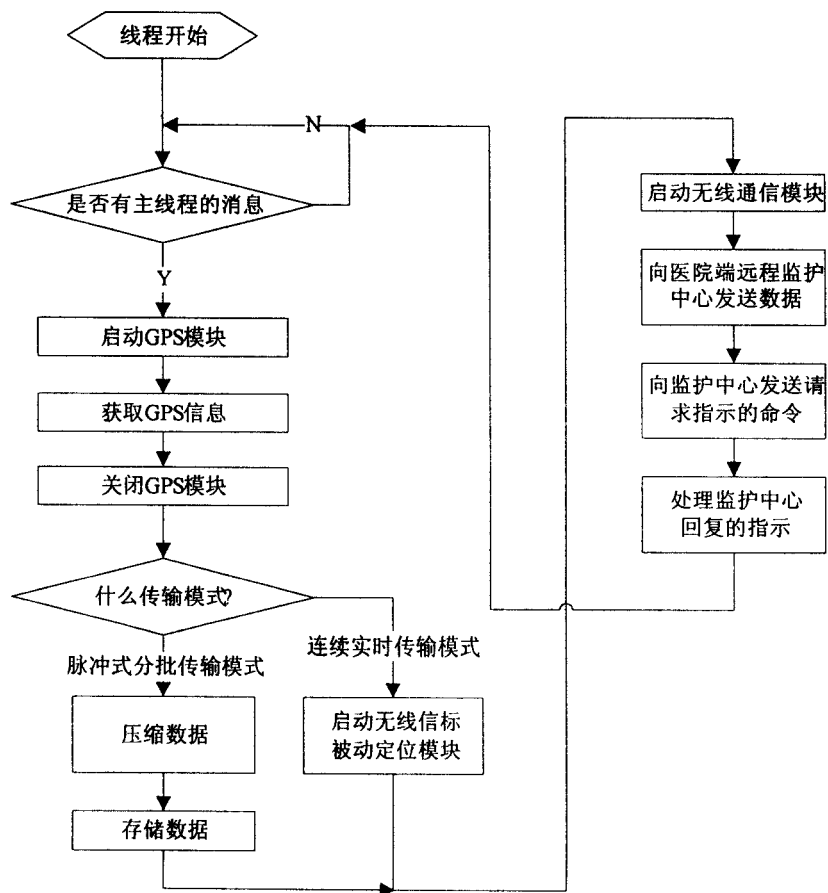 线程开始
N
是否有主线程的消息
Y
启动GPS模块
获取GPS信息
关闭GPS模块
什么传输模式?
脉冲式分批传输模式
连续实时传输模式
压缩数据
启动无线信标
被动定位模块
存储数据
启动无线通信模块
向医院端远程监护
中心发送数据
向监护中心发送请
求指示的命令
处理监护中心
回复的指示